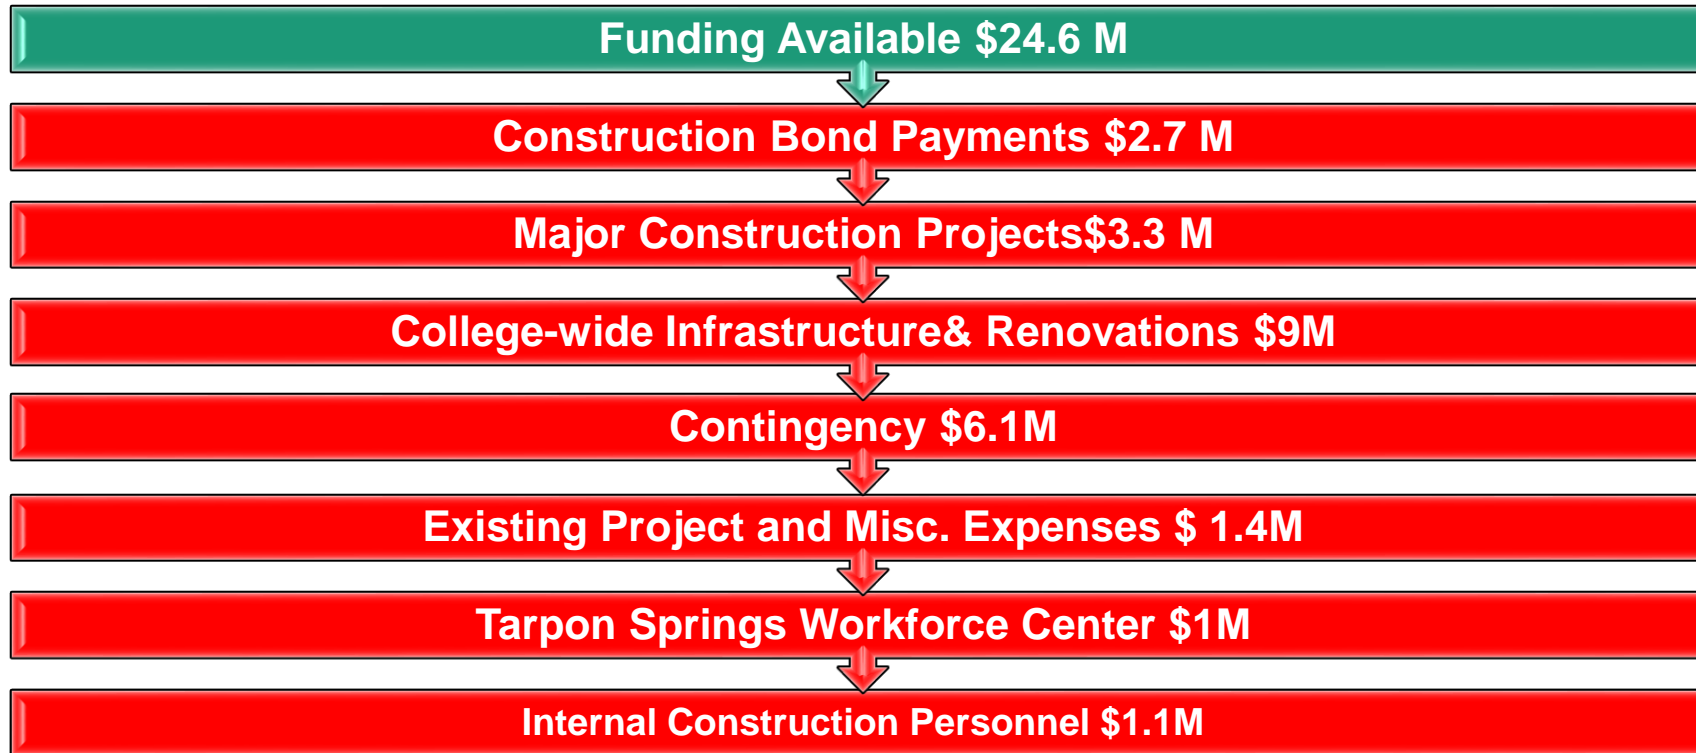 Funding Available $24.6 M
Construction Bond Payments $2.7 M
Major Construction Projects$3.3 M
College-wide Infrastructure& Renovations $9M
Contingency $6.1M
Existing Project and Misc. Expenses $ 1.4M
Tarpon Springs Workforce Center $1M
Internal Construction Personnel $1.1M